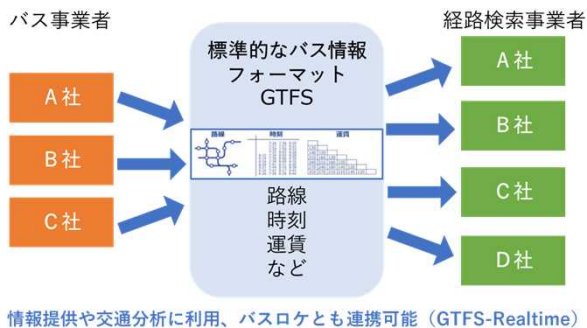 バス事業者
経路検索事業者
標準的なバス情報
フォーマット
GTFS
A社
B社
C社
路線
時刻
運賃
路線
時刻
運賃
など
A社
B社
C社
D社
情報提供や交通分析に利用、バスロケとも連携可能（GTFS-Realtime）